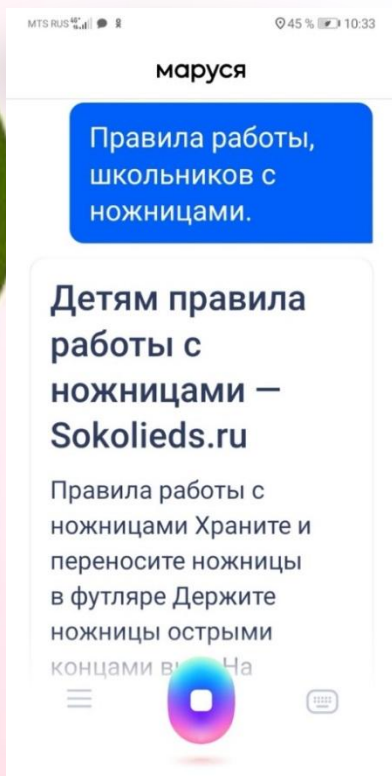 MTS RUS 45 % 10:33
маруся
Правила работы,
школьников с
ножницами.
Детям правила
работы с
ножницами —
Sokolieds.ru
Правила работы с
ножницами Храните и
переносите ножницы
в футляре Держите
ножницы острыми
концами На